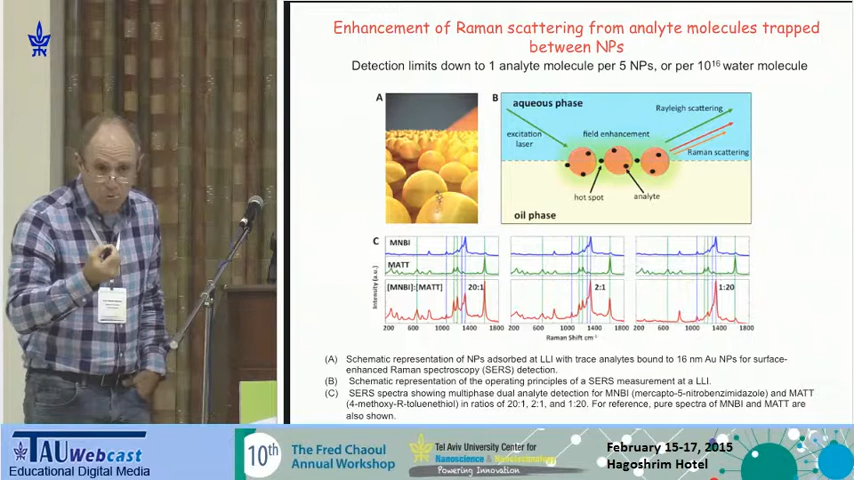 Enhancement of Raman scattering from analyte molecules trapped
between NPs
Detection limits down to 1 analyte molecule per 5 NPs, or per 10¹⁶ water molecule
A
B
aqueous phase
Rayleigh scattering
excitation
laser
field enhancement
Raman scattering
hot spot
analyte
oil phase
C
MNBI
MATT
[MNBI]:[MATT] 20:1
2:1
1:20
Intensity (a.u.)
200 600 1000 1400 1800 200 600 1000 1400 1800 200 600 1000 1400 1800
Raman Shift cm⁻¹
(A) Schematic representation of NPs adsorbed at LLI with trace analytes bound to 16 nm Au NPs for surface-
enhanced Raman spectroscopy (SERS) detection.
(B) Schematic representation of the operating principles of a SERS measurement at a LLI.
(C) SERS spectra showing multiphase dual analyte detection for MNBI (mercapto-5-nitrobenzimidazole) and MATT
(4-methoxy-R-toluenethiol) in ratios of 20:1, 2:1, and 1:20. For reference, pure spectra of MNBI and MATT are
also shown.
TAUWebcast
Educational Digital Media
10th
The Fred Chaoul
Annual Workshop
Tel Aviv University Center for
Nanoscience & Nanotechnology
Powering Innovation
February 15-17, 2015
Hagoshrim Hotel